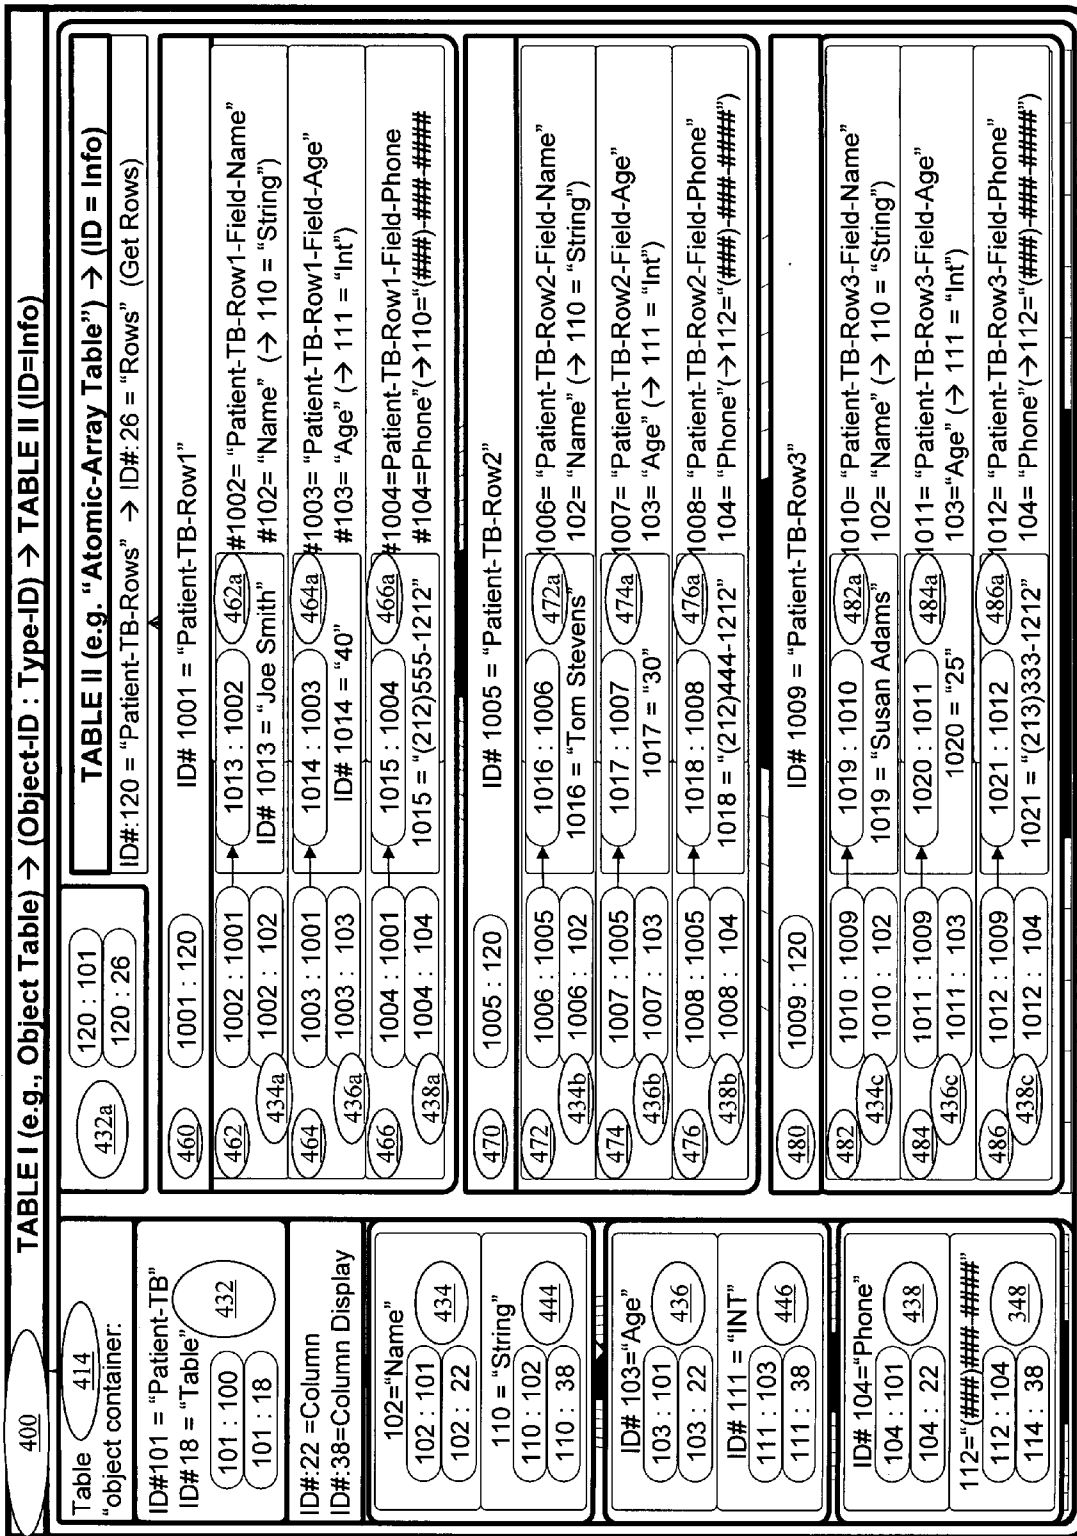 400
TABLE I (e.g., Object Table) → (Object-ID : Type-ID) → TABLE II (ID=Info)
Table 414
"object container:
ID#101 = "Patient-TB"
ID# 18 = "Table"
432
101 : 100
101 : 18
ID#:22 =Column
ID#:38=Column Display
102="Name"
102 : 101
102 : 22
434
110 = "String"
110 : 102
110 : 38
444
ID# 103="Age"
103 : 101
103 : 22
436
ID# 111 = "INT"
111 : 103
111 : 38
446
ID# 104="Phone"
104 : 101
104 : 22
438
112="(###)###-####"
112 : 104
114 : 38
348
432a
120 : 101
120 : 26
TABLE II (e.g. "Atomic-Array Table") → (ID = Info)
ID#:120 = "Patient-TB-Rows" → ID#: 26 = "Rows" (Get Rows)
460 1001 : 120 ID# 1001 = "Patient-TB-Row1"
462 1002 : 1001 1013 : 1002 462a #1002= "Patient-TB-Row1-Field-Name"
434a 1002 : 102 ID# 1013 = "Joe Smith" #102= "Name" (→ 110 = "String")
464 1003 : 1001 1014 : 1003 464a #1003= "Patient-TB-Row1-Field-Age"
436a 1003 : 103 ID# 1014 = "40" #103= "Age" (→ 111 = "Int")
466 1004 : 1001 1015 : 1004 466a #1004=Patient-TB-Row1-Field-Phone
438a 1004 : 104 1015 = "(212)555-1212" #104=Phone"(→110="(###)-###-####
470 1005 : 120 ID# 1005 = "Patient-TB-Row2"
472 1006 : 1005 1016 : 1006 472a 1006= "Patient-TB-Row2-Field-Name"
434b 1006 : 102 1016 = "Tom Stevens" 102= "Name" (→ 110 = "String")
474 1007 : 1005 1017 : 1007 474a 1007= "Patient-TB-Row2-Field-Age"
436b 1007 : 103 1017 = "30" 103= "Age" (→ 111 = "Int")
476 1008 : 1005 1018 : 1008 476a 1008= "Patient-TB-Row2-Field-Phone"
438b 1008 : 104 1018 = "(212)444-1212" 104= "Phone"(→112="(###)-###-####")
480 1009 : 120 ID# 1009 = "Patient-TB-Row3"
482 1010 : 1009 1019 : 1010 482a 1010= "Patient-TB-Row3-Field-Name"
434c 1010 : 102 1019 = "Susan Adams" 102= "Name" (→ 110 = "String")
484 1011 : 1009 1020 : 1011 484a 1011= "Patient-TB-Row3-Field-Age"
436c 1011 : 103 1020 = "25" 103="Age" (→ 111 = "Int")
486 1012 : 1009 1021 : 1012 486a 1012= "Patient-TB-Row3-Field-Phone"
438c 1012 : 104 1021 = "(213)333-1212" 104= "Phone"(→112="(###)-###-####")